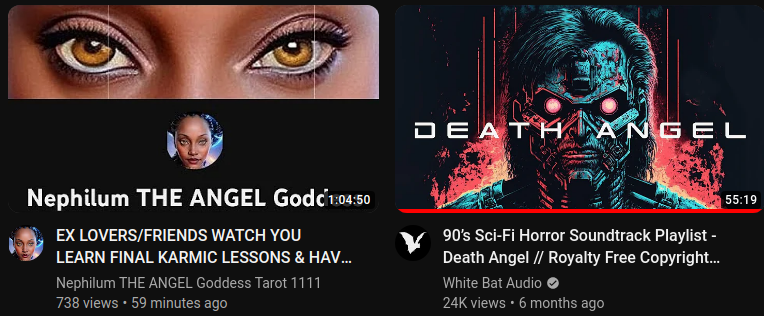 Nephilum THE ANGEL Godd
1:04:50
EX LOVERS/FRIENDS WATCH YOU
LEARN FINAL KARMIC LESSONS & HAV…
Nephilum THE ANGEL Goddess Tarot 1111
738 views • 59 minutes ago
DEATH ANGEL
55:19
90’s Sci-Fi Horror Soundtrack Playlist -
Death Angel // Royalty Free Copyright…
White Bat Audio
24K views • 6 months ago